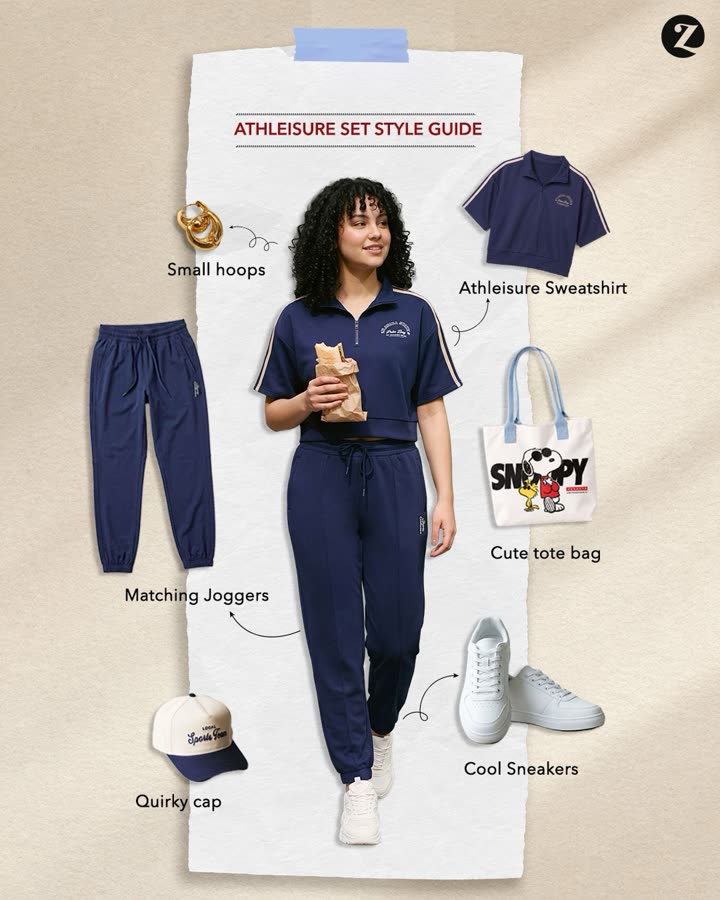 Z
ATHLEISURE SET STYLE GUIDE
Small hoops
Athleisure Sweatshirt
SNOOPY
Cute tote bag
Matching Joggers
Sports Team
Cool Sneakers
Quirky cap